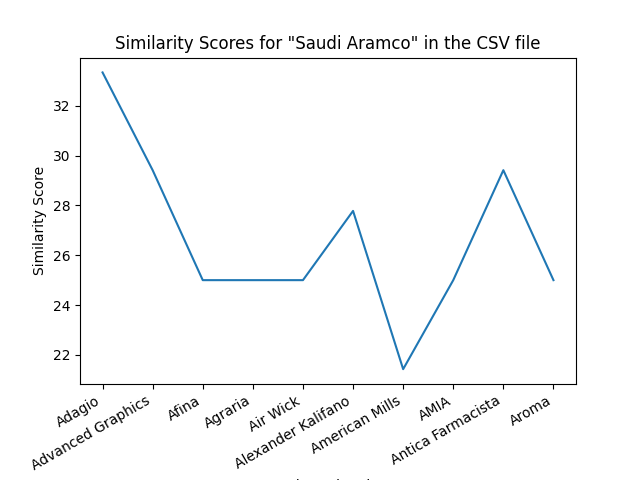 Similarity Scores for "Saudi Aramco" in the CSV file
Similarity Score
32
30
28
26
24
22
Adagio
Advanced Graphics
Afina
Agraria
Air Wick
Alexander Kalifano
American Mills
AMIA
Antica Farmacista
Aroma